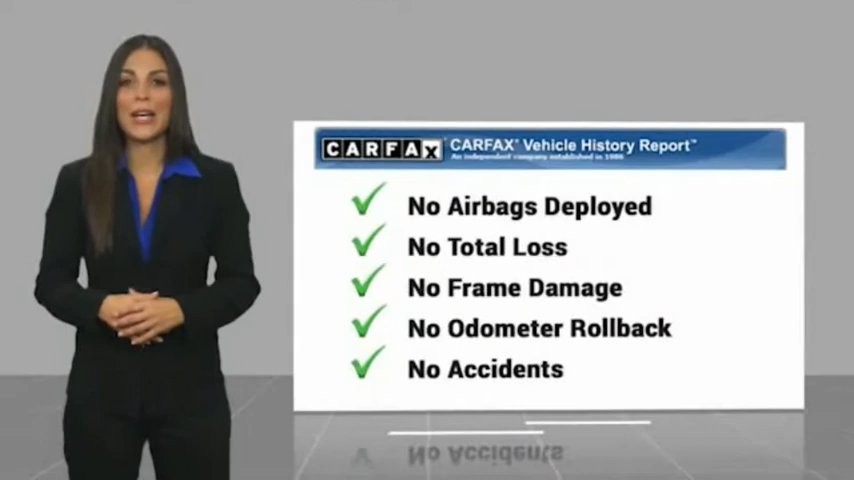 CARFAX
CARFAX® Vehicle History Report™
An independent company established in 1986
No Airbags Deployed
No Total Loss
No Frame Damage
No Odometer Rollback
No Accidents
No Accidents